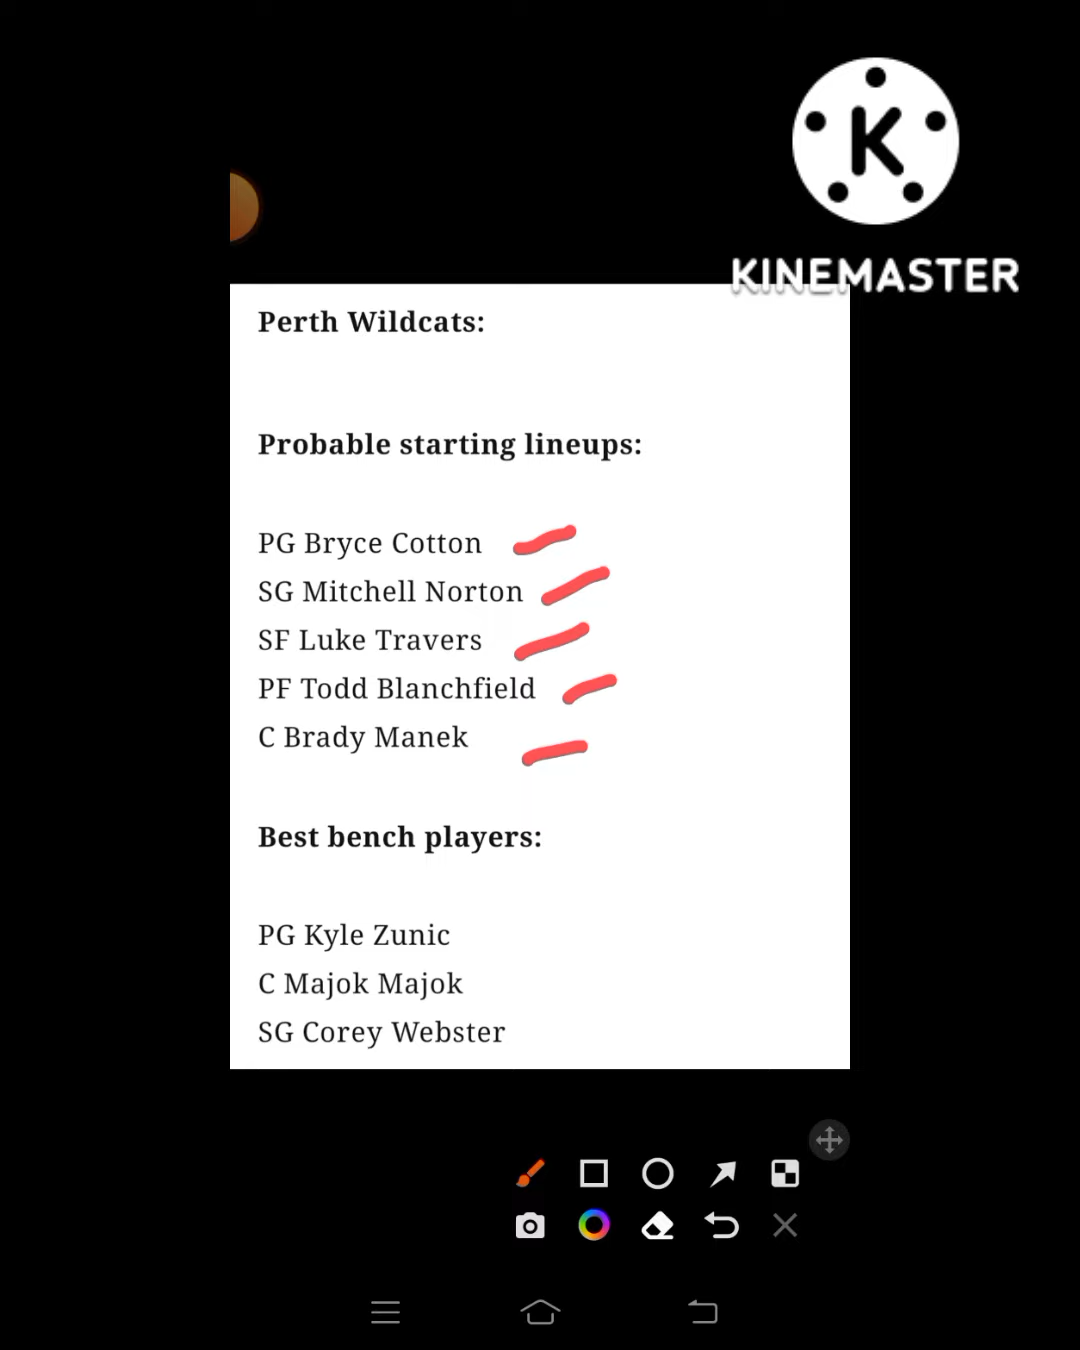 K
KINEMASTER
Perth Wildcats:
Probable starting lineups:
PG Bryce Cotton
SG Mitchell Norton
SF Luke Travers
PF Todd Blanchfield
C Brady Manek
Best bench players:
PG Kyle Zunic
C Majok Majok
SG Corey Webster